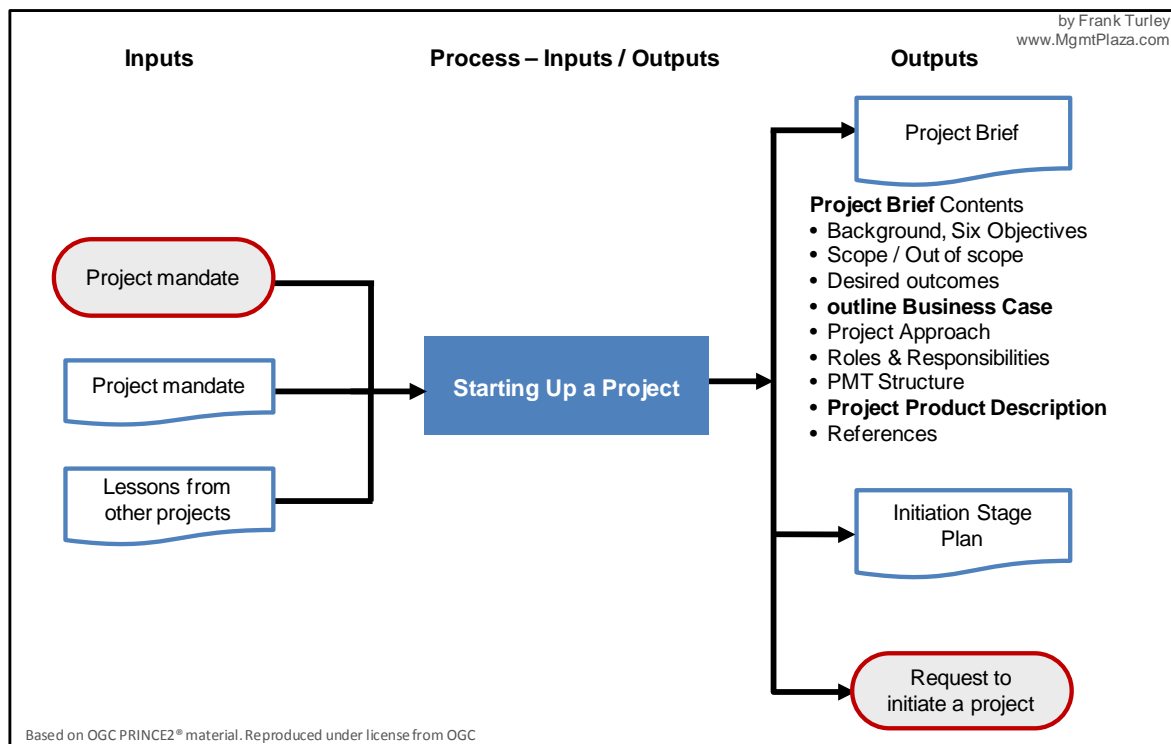 by Frank Turley
www.MgmtPlaza.com
Inputs
Process – Inputs / Outputs
Outputs
Project mandate
Project mandate
Lessons from
other projects
Starting Up a Project
Project Brief
Project Brief Contents
• Background, Six Objectives
• Scope / Out of scope
• Desired outcomes
• outline Business Case
• Project Approach
• Roles & Responsibilities
• PMT Structure
• Project Product Description
• References
Initiation Stage
Plan
Request to
initiate a project
Based on OGC PRINCE2® material. Reproduced under license from OGC